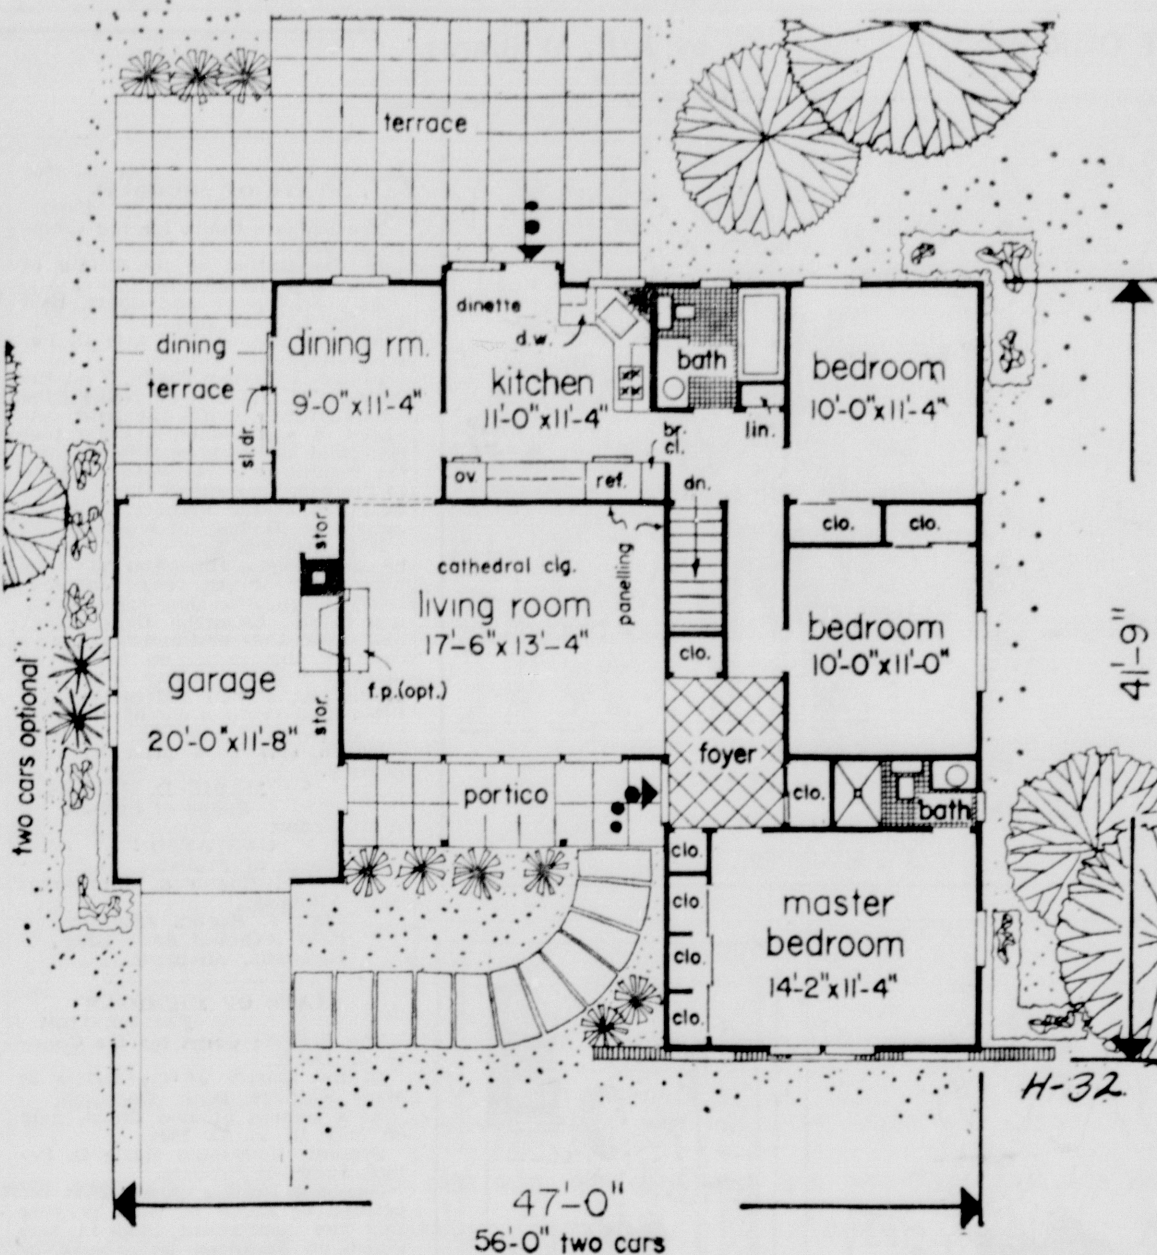 terrace
dinette
d.w.
dining
terrace
sl. dr.
dining rm.
9'-0"x11'-4"
kitchen
11'-0"x11'-4"
bath
bedroom
10'-0"x11'-4"
br.
cl.
lin.
ov.
ref.
dn.
clo.
clo.
stor
cathedral clg.
living room
17'-6"x13'-4"
panelling
bedroom
10'-0"x11'-0"
clo.
41'-9"
two cars optional
garage
20'-0"x11'-8"
f.p.(opt.)
stor.
foyer
portico
clo.
bath
clo.
clo.
clo.
clo.
master
bedroom
14'-2"x11'-4"
H-32
47'-0"
56'-0" two cars